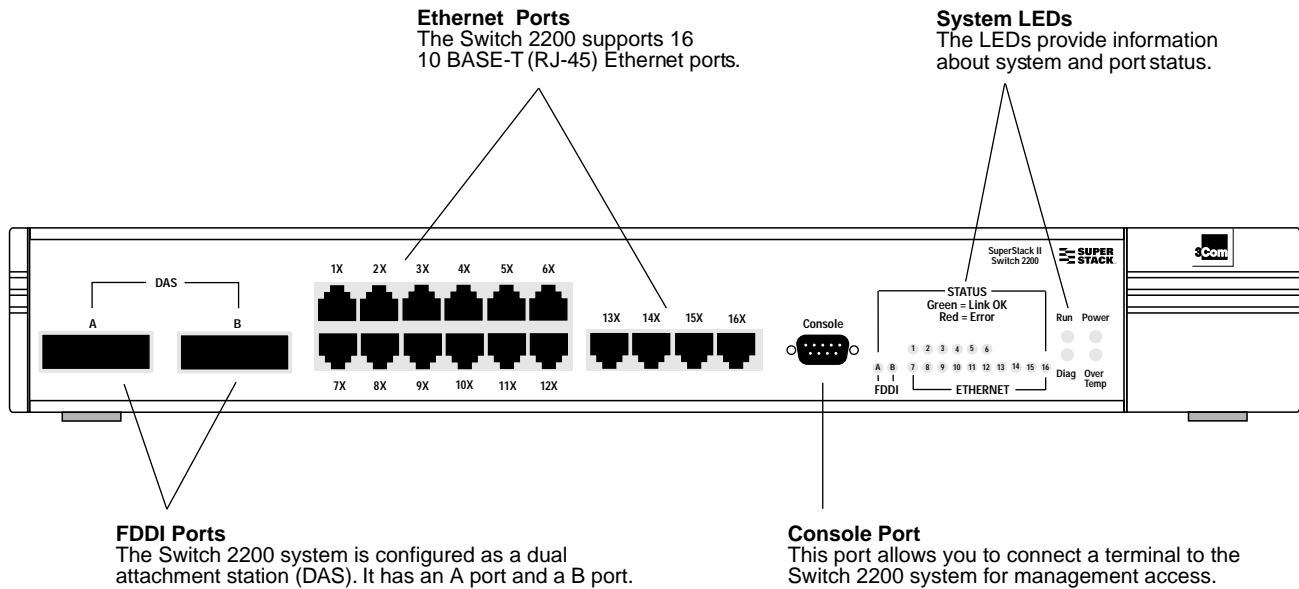 Ethernet Ports
The Switch 2200 supports 16
10 BASE-T (RJ-45) Ethernet ports.
System LEDs
The LEDs provide information
about system and port status.
SuperStack II
Switch 2200
SUPER
STACK
3Com
DAS
A
B
1X 2X 3X 4X 5X 6X
13X 14X 15X 16X
7X 8X 9X 10X 11X 12X
Console
STATUS
Green = Link OK
Red = Error
Run Power
1 2 3 4 5 6
A B
7 8 9 10 11 12 13 14 15 16
FDDI
ETHERNET
Diag Over
Temp
FDDI Ports
The Switch 2200 system is configured as a dual
attachment station (DAS). It has an A port and a B port.
Console Port
This port allows you to connect a terminal to the
Switch 2200 system for management access.